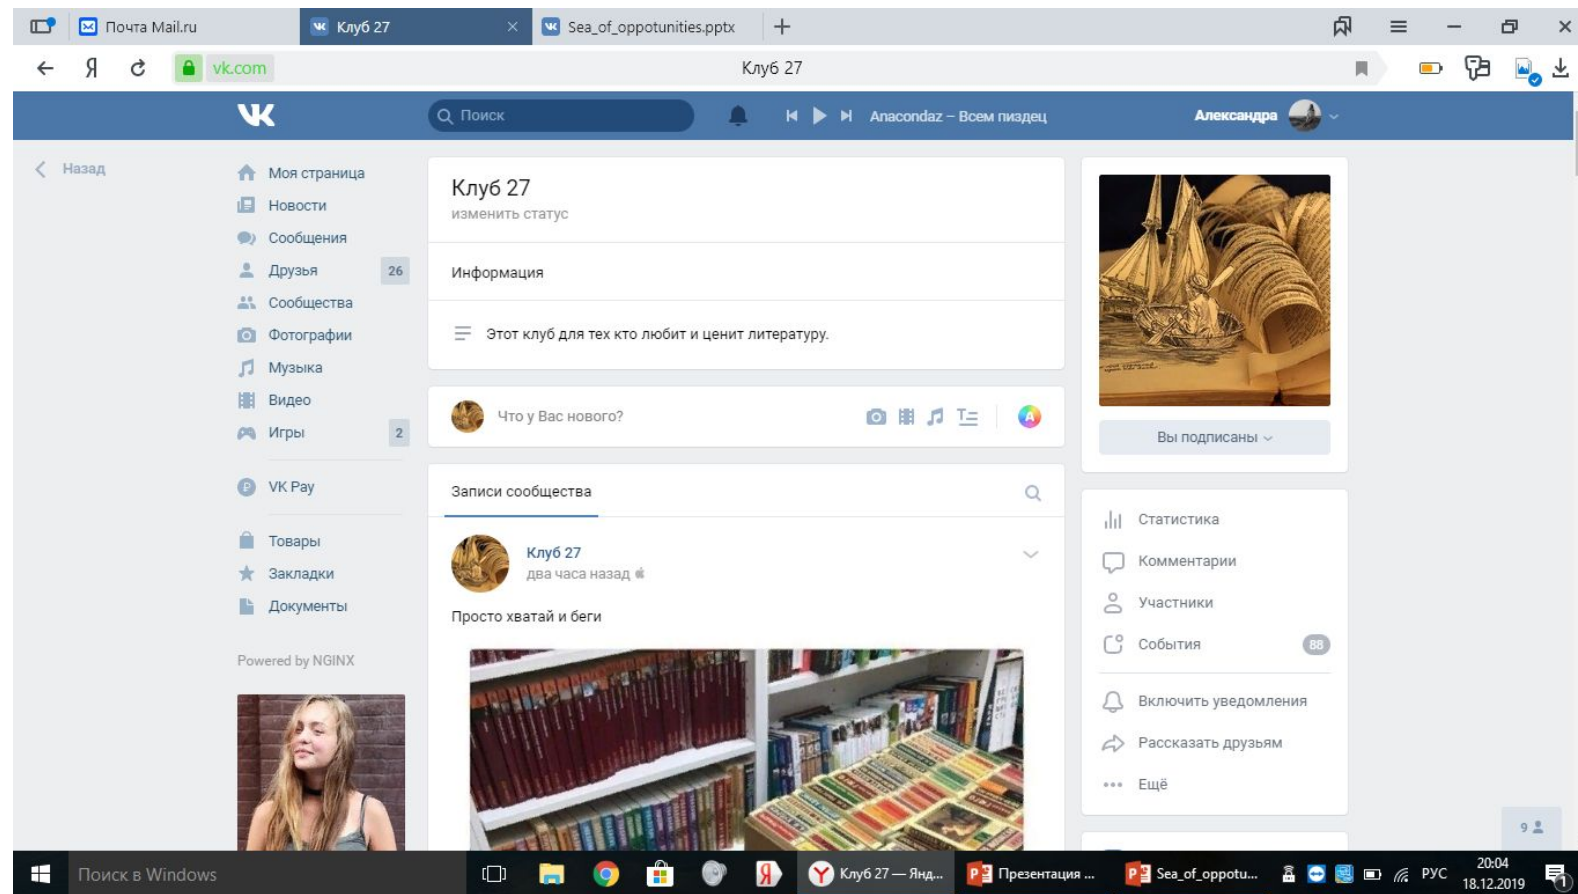 Почта Mail.ru
Клуб 27
Sea_of_oppotunities.pptx
vk.com
Клуб 27
Поиск
Anacondaz – Всем пиздец
Александра
Назад
Моя страница
Новости
Сообщения
Друзья 26
Сообщества
Фотографии
Музыка
Видео
Игры 2
VK Pay
Товары
Закладки
Документы
Powered by NGINX
Клуб 27
изменить статус
Информация
Этот клуб для тех кто любит и ценит литературу.
Что у Вас нового?
Записи сообщества
Клуб 27
два часа назад
Просто хватай и беги
Вы подписаны
Статистика
Комментарии
Участники
События 88
Включить уведомления
Рассказать друзьям
Ещё
9
Поиск в Windows
Клуб 27 — Янд...
Презентация ...
Sea_of_oppotu...
РУС
20:04
18.12.2019
1